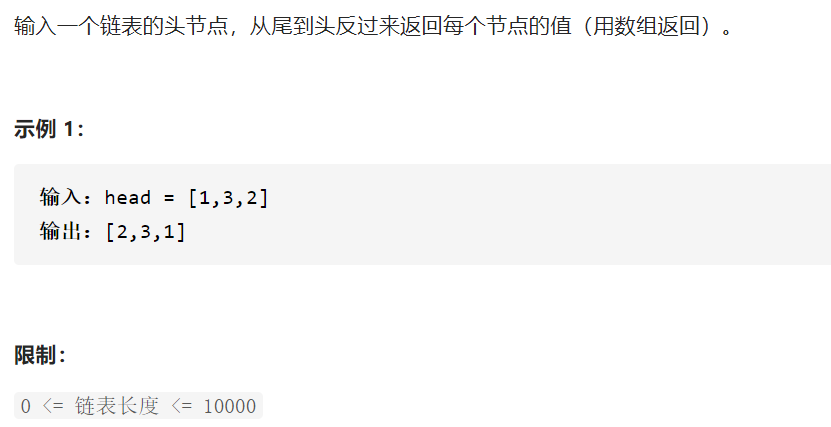 输入一个链表的头节点，从尾到头反过来返回每个节点的值（用数组返回）。
示例 1：
输入：head = [1,3,2]
输出：[2,3,1]
限制：
0 <= 链表长度 <= 10000